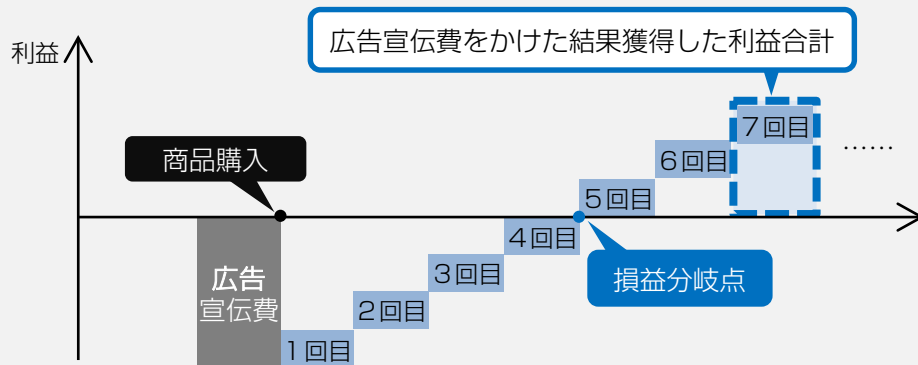 広告宣伝費をかけた結果獲得した利益合計
利益
7回目
……
商品購入
6回目
5回目
4回目
損益分岐点
3回目
広告
宣伝費
2回目
1回目